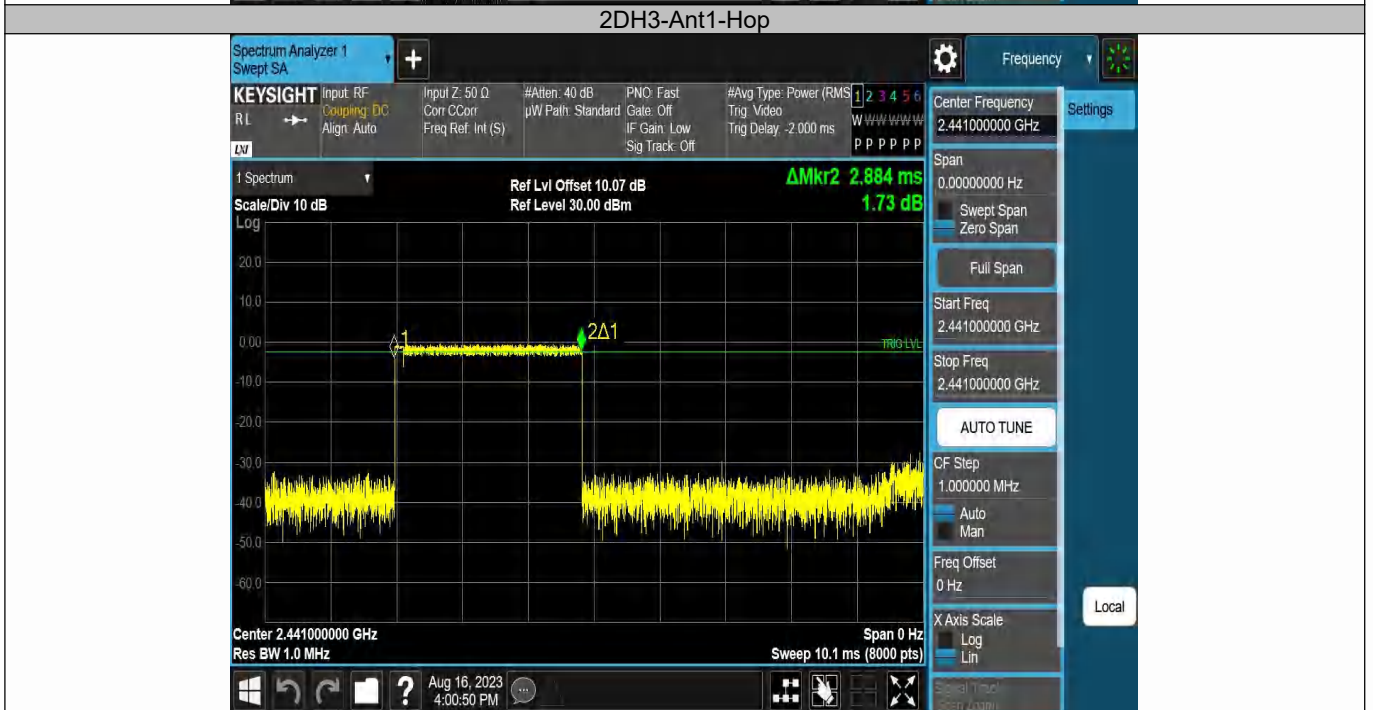 2DH3-Ant1-Hop
Spectrum Analyzer 1
Swept SA
+
Frequency
KEYSIGHT
RL
LXI
Input: RF
Coupling: DC
Align: Auto
Input Z: 50 Ω
Corr CCorr
Freq Ref: Int (S)
#Atten: 40 dB
µW Path: Standard
PNO: Fast
Gate: Off
IF Gain: Low
Sig Track: Off
#Avg Type: Power (RMS
Trig: Video
Trig Delay: -2.000 ms
1 2 3 4 5 6
W W W W W W
P P P P P P
Center Frequency
2.441000000 GHz
Settings
1 Spectrum
Scale/Div 10 dB
Log
Ref Lvl Offset 10.07 dB
Ref Level 30.00 dBm
ΔMkr2 2.884 ms
1.73 dB
Span
0.00000000 Hz
Swept Span
Zero Span
Full Span
Start Freq
2.441000000 GHz
Stop Freq
2.441000000 GHz
AUTO TUNE
CF Step
1.000000 MHz
Auto
Man
Freq Offset
0 Hz
X Axis Scale
Log
Lin
Local
20.0
10.0
0.00
-10.0
-20.0
-30.0
-40.0
-50.0
-60.0
1
2Δ1
TRIG LVL
Center 2.441000000 GHz
Res BW 1.0 MHz
Span 0 Hz
Sweep 10.1 ms (8000 pts)
?
Aug 16, 2023
4:00:50 PM